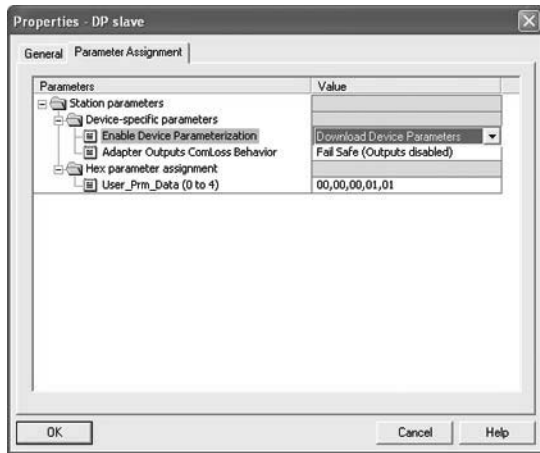 Properties - DP slave
General Parameter Assignment
Parameters Value
Station parameters
Device-specific parameters
Enable Device Parameterization Download Device Parameters
Adapter Outputs ComLoss Behavior Fail Safe (Outputs disabled)
Hex parameter assignment
User_Prm_Data (0 to 4) 00,00,00,01,01
OK Cancel Help